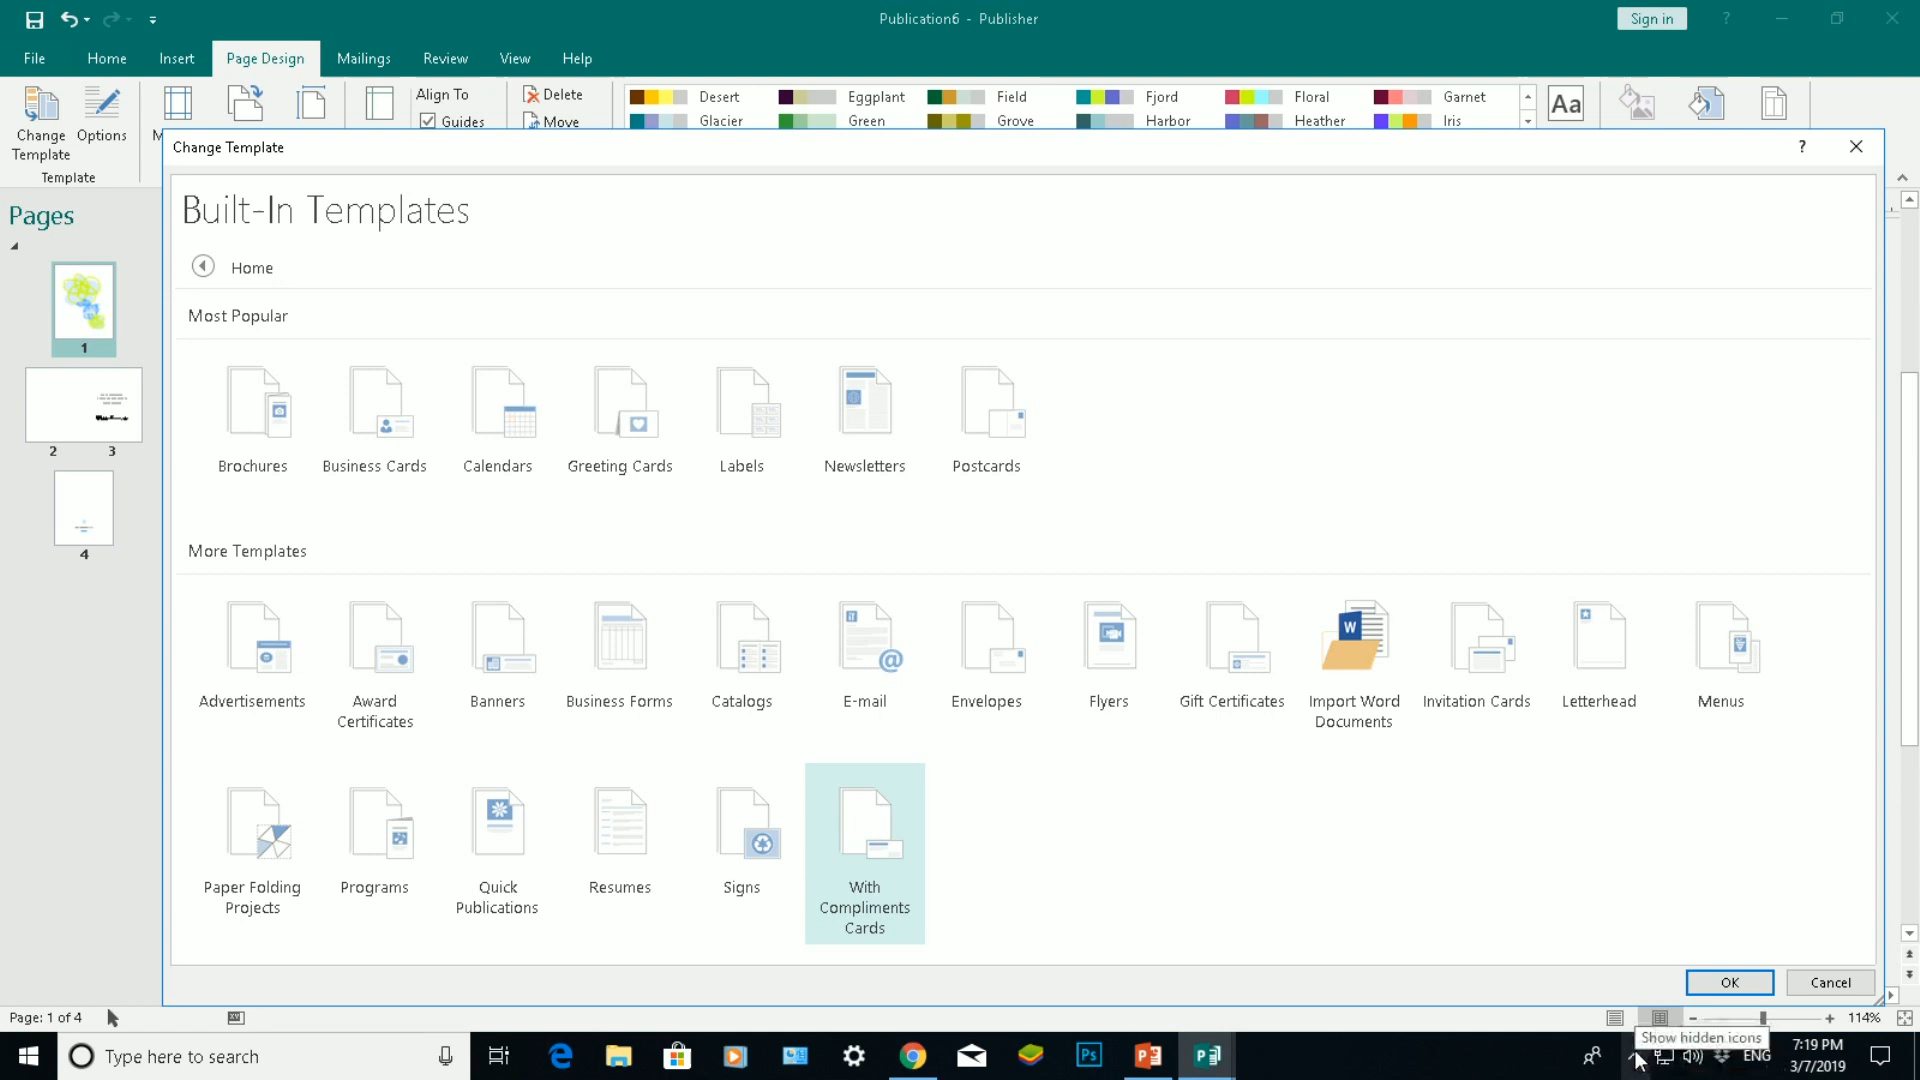 Publication6 - Publisher
Sign in
?
File Home Insert Page Design Mailings Review View Help
Change Template
Options
Template
Align To
Guides
Delete
Move
Desert Eggplant Field Fjord Floral Garnet
Glacier Green Grove Harbor Heather Iris
Aa
Change Template
?
Pages
1
2 3
4
Built-In Templates
Home
Most Popular
Brochures Business Cards Calendars Greeting Cards Labels Newsletters Postcards
More Templates
Advertisements Award Certificates Banners Business Forms Catalogs E-mail Envelopes Flyers Gift Certificates Import Word Documents Invitation Cards Letterhead Menus
Paper Folding Projects Programs Quick Publications Resumes Signs With Compliments Cards
OK Cancel
Page: 1 of 4
114%
Show hidden icons
Type here to search
Ps
ENG
7:19 PM
3/7/2019